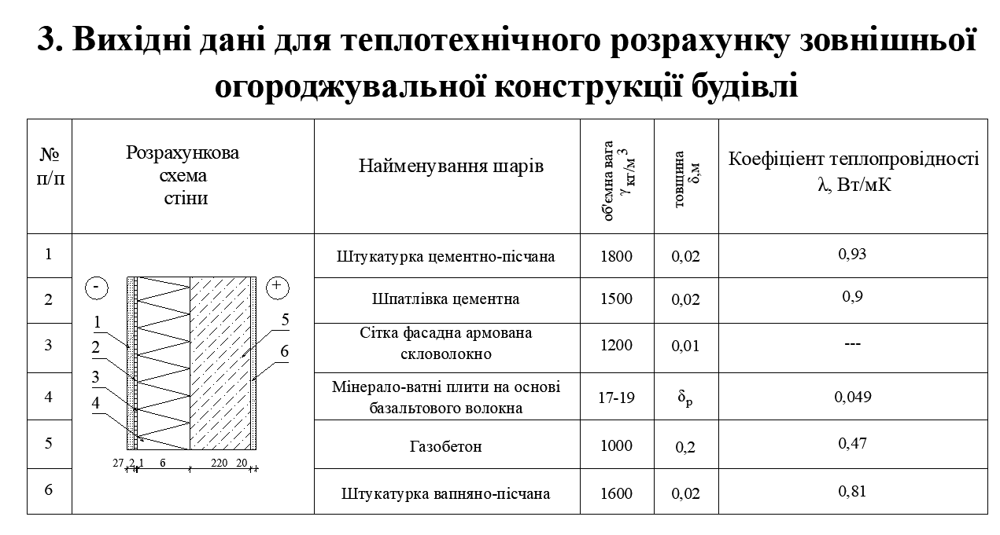 3. Вихідні дані для теплотехнічного розрахунку зовнішньої
огороджувальної конструкції будівлі
№
п/п
Розрахункова
схема
стіни
Найменування шарів
об'ємна вага
γ кг/м 3
товщина
δ,м
Коефіцієнт теплопровідності
λ, Вт/мК
1
Штукатурка цементно-пісчана
1800
0,02
0,93
2
Шпатлівка цементна
1500
0,02
0,9
3
Сітка фасадна армована
скловолокно
1200
0,01
---
4
Мінерало-ватні плити на основі
базальтового волокна
17-19
δр
0,049
5
Газобетон
1000
0,2
0,47
6
Штукатурка вапняно-пісчана
1600
0,02
0,81
-
+
1
2
3
4
5
6
27 2 1 6 220 20